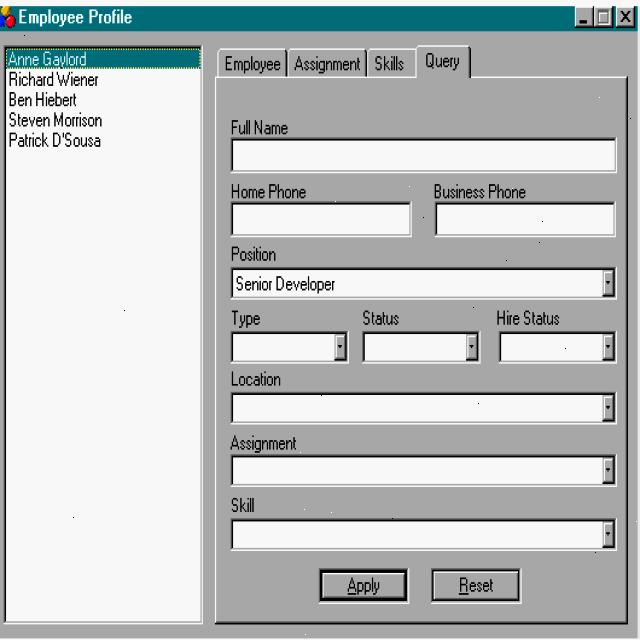 Employee Profile
Anne Gaylord
Richard Wiener
Ben Hiebert
Steven Morrison
Patrick D'Sousa
Employee Assignment Skills Query
Full Name
Home Phone Business Phone
Position
Senior Developer
Type Status Hire Status
Location
Assignment
Skill
Apply Reset